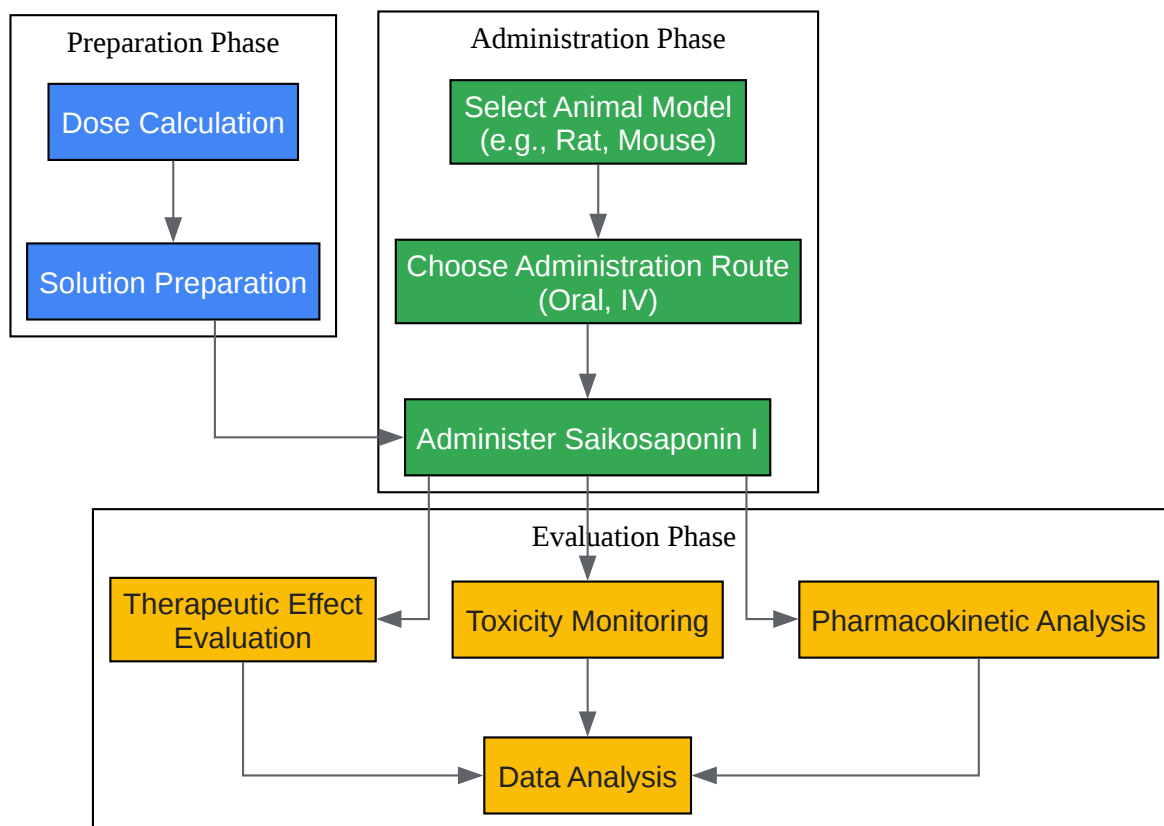 Preparation Phase
Dose Calculation
Solution Preparation
Administration Phase
Select Animal Model
(e.g., Rat, Mouse)
Choose Administration Route
(Oral, IV)
Administer Saikosaponin I
Evaluation Phase
Therapeutic Effect
Evaluation
Toxicity Monitoring
Pharmacokinetic Analysis
Data Analysis